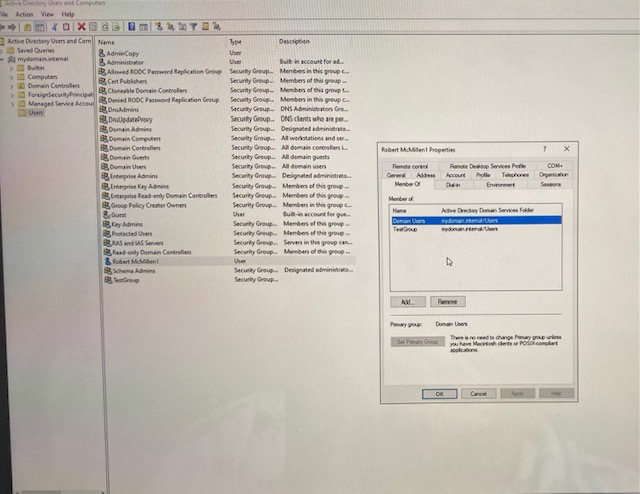 Active Directory Users and Computers
File Action View Help
Active Directory Users and Com
Saved Queries
mydomain.internal
Builtin
Computers
Domain Controllers
ForeignSecurityPrincipal
Managed Service Accou
Users
Name Type Description
AdminCopy User
Administrator User Built-in account for ad...
Allowed RODC Password Replication Group Security Group... Members in this group c...
Cert Publishers Security Group... Members of this group ...
Cloneable Domain Controllers Security Group... Members of this group t...
Denied RODC Password Replication Group Security Group... Members in this group c...
DnsAdmins Security Group... DNS Administrators Gro...
DnsUpdateProxy Security Group... DNS clients who are per...
Domain Admins Security Group... Designated administrato...
Domain Computers Security Group... All workstations and ser...
Domain Controllers Security Group... All domain controllers i...
Domain Guests Security Group... All domain guests
Domain Users Security Group... All domain users
Enterprise Admins Security Group... Designated administrato...
Enterprise Key Admins Security Group... Members of this group ...
Enterprise Read-only Domain Controllers Security Group... Members of this group ...
Group Policy Creator Owners Security Group... Members in this group c...
Guest User Built-in account for gue...
Key Admins Security Group... Members of this group ...
Protected Users Security Group... Members of this group ...
RAS and IAS Servers Security Group... Servers in this group can...
Read-only Domain Controllers Security Group... Members of this group ...
Robert McMillen1 User
Schema Admins Security Group... Designated administrato...
TestGroup Security Group...
Robert McMillen1 Properties ? X
Remote control Remote Desktop Services Profile COM+
General Address Account Profile Telephones Organization
Member Of Dial-in Environment Sessions
Member of:
Name Active Directory Domain Services Folder
Domain Users mydomain.internal/Users
TestGroup mydomain.internal/Users
Add... Remove
Primary group: Domain Users
Set Primary Group There is no need to change Primary group unless
you have Macintosh clients or POSIX-compliant
applications.
OK Cancel Apply Help